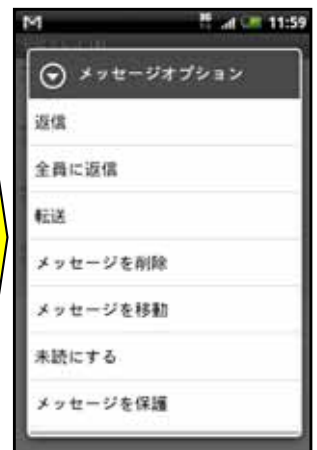 M 11:59
メッセージオプション
返信
全員に返信
転送
メッセージを削除
メッセージを移動
未読にする
メッセージを保護